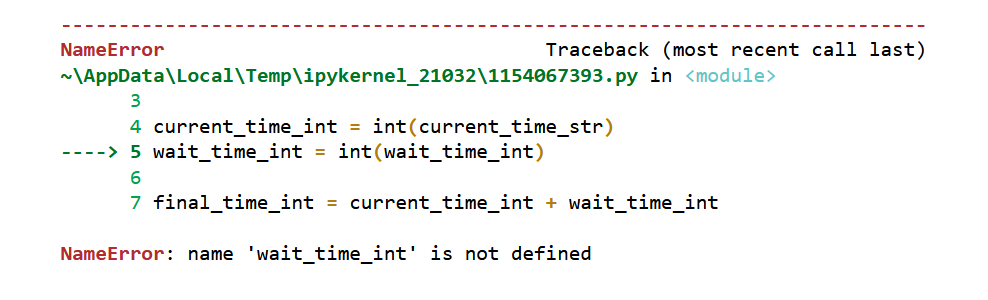 ---------------------------------------------------------------------------
NameError                                 Traceback (most recent call last)
~\AppData\Local\Temp\ipykernel_21032\1154067393.py in <module>
      3
      4 current_time_int = int(current_time_str)
----> 5 wait_time_int = int(wait_time_int)
      6
      7 final_time_int = current_time_int + wait_time_int
NameError: name 'wait_time_int' is not defined